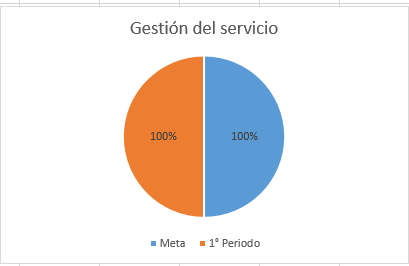 Gestión del servicio
100% 100%
Meta 1° Periodo